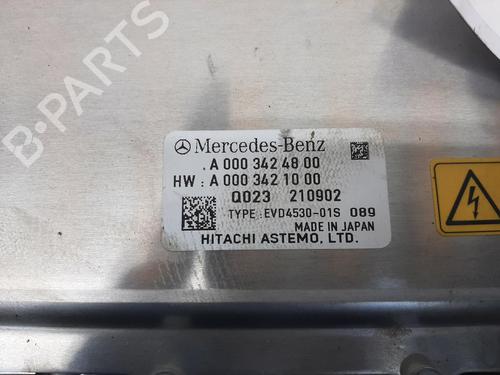 B-Parts
Mercedes-Benz
A 000 342 48 00
HW : A 000 342 10 00
Q023 210902
TYPE : EVD4530-01S 089
MADE IN JAPAN
HITACHI ASTEMO, LTD.